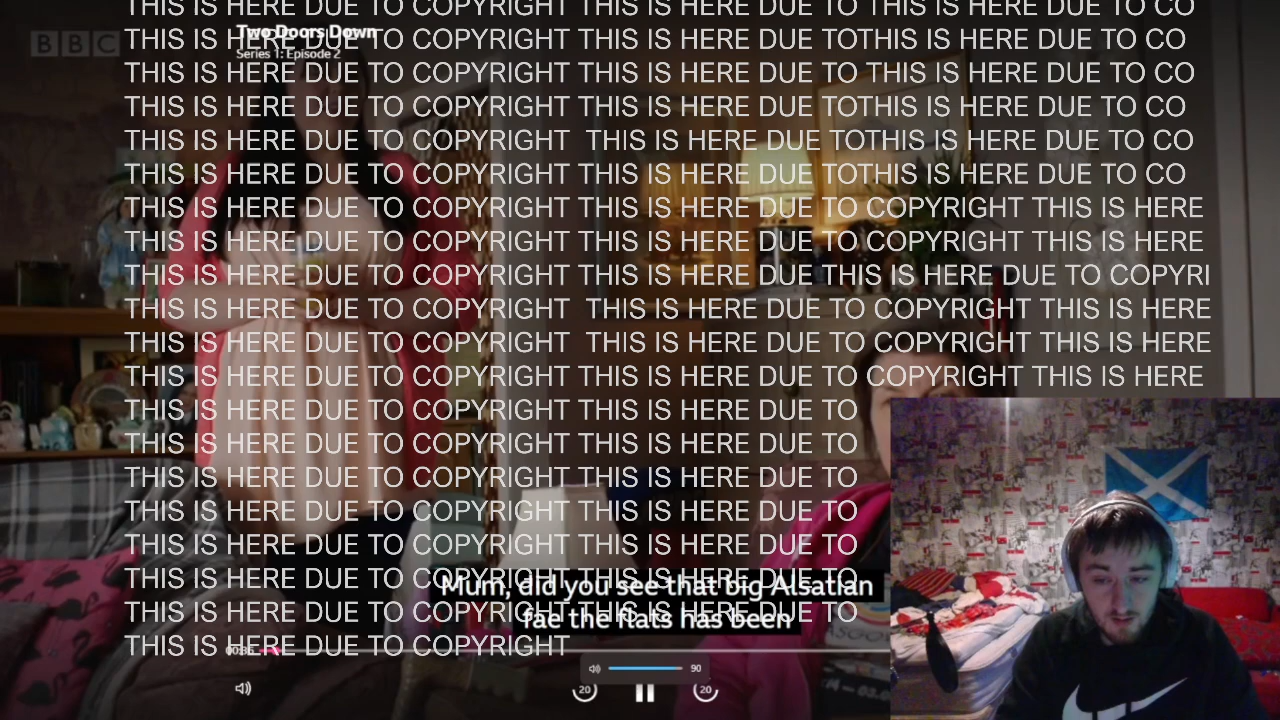 THIS IS HERE DUE TO COPYRIGHT THIS IS HERE DUE TO THIS IS HERE DUE TO CO
BBC
Two Doors Down
THIS IS HERE DUE TO COPYRIGHT THIS IS HERE DUE TOTHIS IS HERE DUE TO CO
Series 1: Episode 2
THIS IS HERE DUE TO COPYRIGHT THIS IS HERE DUE TO THIS IS HERE DUE TO CO
THIS IS HERE DUE TO COPYRIGHT THIS IS HERE DUE TOTHIS IS HERE DUE TO CO
THIS IS HERE DUE TO COPYRIGHT THIS IS HERE DUE TOTHIS IS HERE DUE TO CO
THIS IS HERE DUE TO COPYRIGHT THIS IS HERE DUE TOTHIS IS HERE DUE TO CO
THIS IS HERE DUE TO COPYRIGHT THIS IS HERE DUE TO COPYRIGHT THIS IS HERE
THIS IS HERE DUE TO COPYRIGHT THIS IS HERE DUE TO COPYRIGHT THIS IS HERE
THIS IS HERE DUE TO COPYRIGHT THIS IS HERE DUE THIS IS HERE DUE TO COPYRI
THIS IS HERE DUE TO COPYRIGHT THIS IS HERE DUE TO COPYRIGHT THIS IS HERE
THIS IS HERE DUE TO COPYRIGHT THIS IS HERE DUE TO COPYRIGHT THIS IS HERE
THIS IS HERE DUE TO COPYRIGHT THIS IS HERE DUE TO COPYRIGHT THIS IS HERE
THIS IS HERE DUE TO COPYRIGHT THIS IS HERE DUE TO
THIS IS HERE DUE TO COPYRIGHT THIS IS HERE DUE TO
THIS IS HERE DUE TO COPYRIGHT THIS IS HERE DUE TO
THIS IS HERE DUE TO COPYRIGHT THIS IS HERE DUE TO
THIS IS HERE DUE TO COPYRIGHT THIS IS HERE DUE TO
THIS IS HERE DUE TO COPYRIGHT THIS IS HERE DUE TO
Mum, did you see that big Alsatian
THIS IS HERE DUE TO COPYRIGHT THIS IS HERE DUE TO
fae the flats has been
THIS IS HERE DUE TO COPYRIGHT
90
20
20